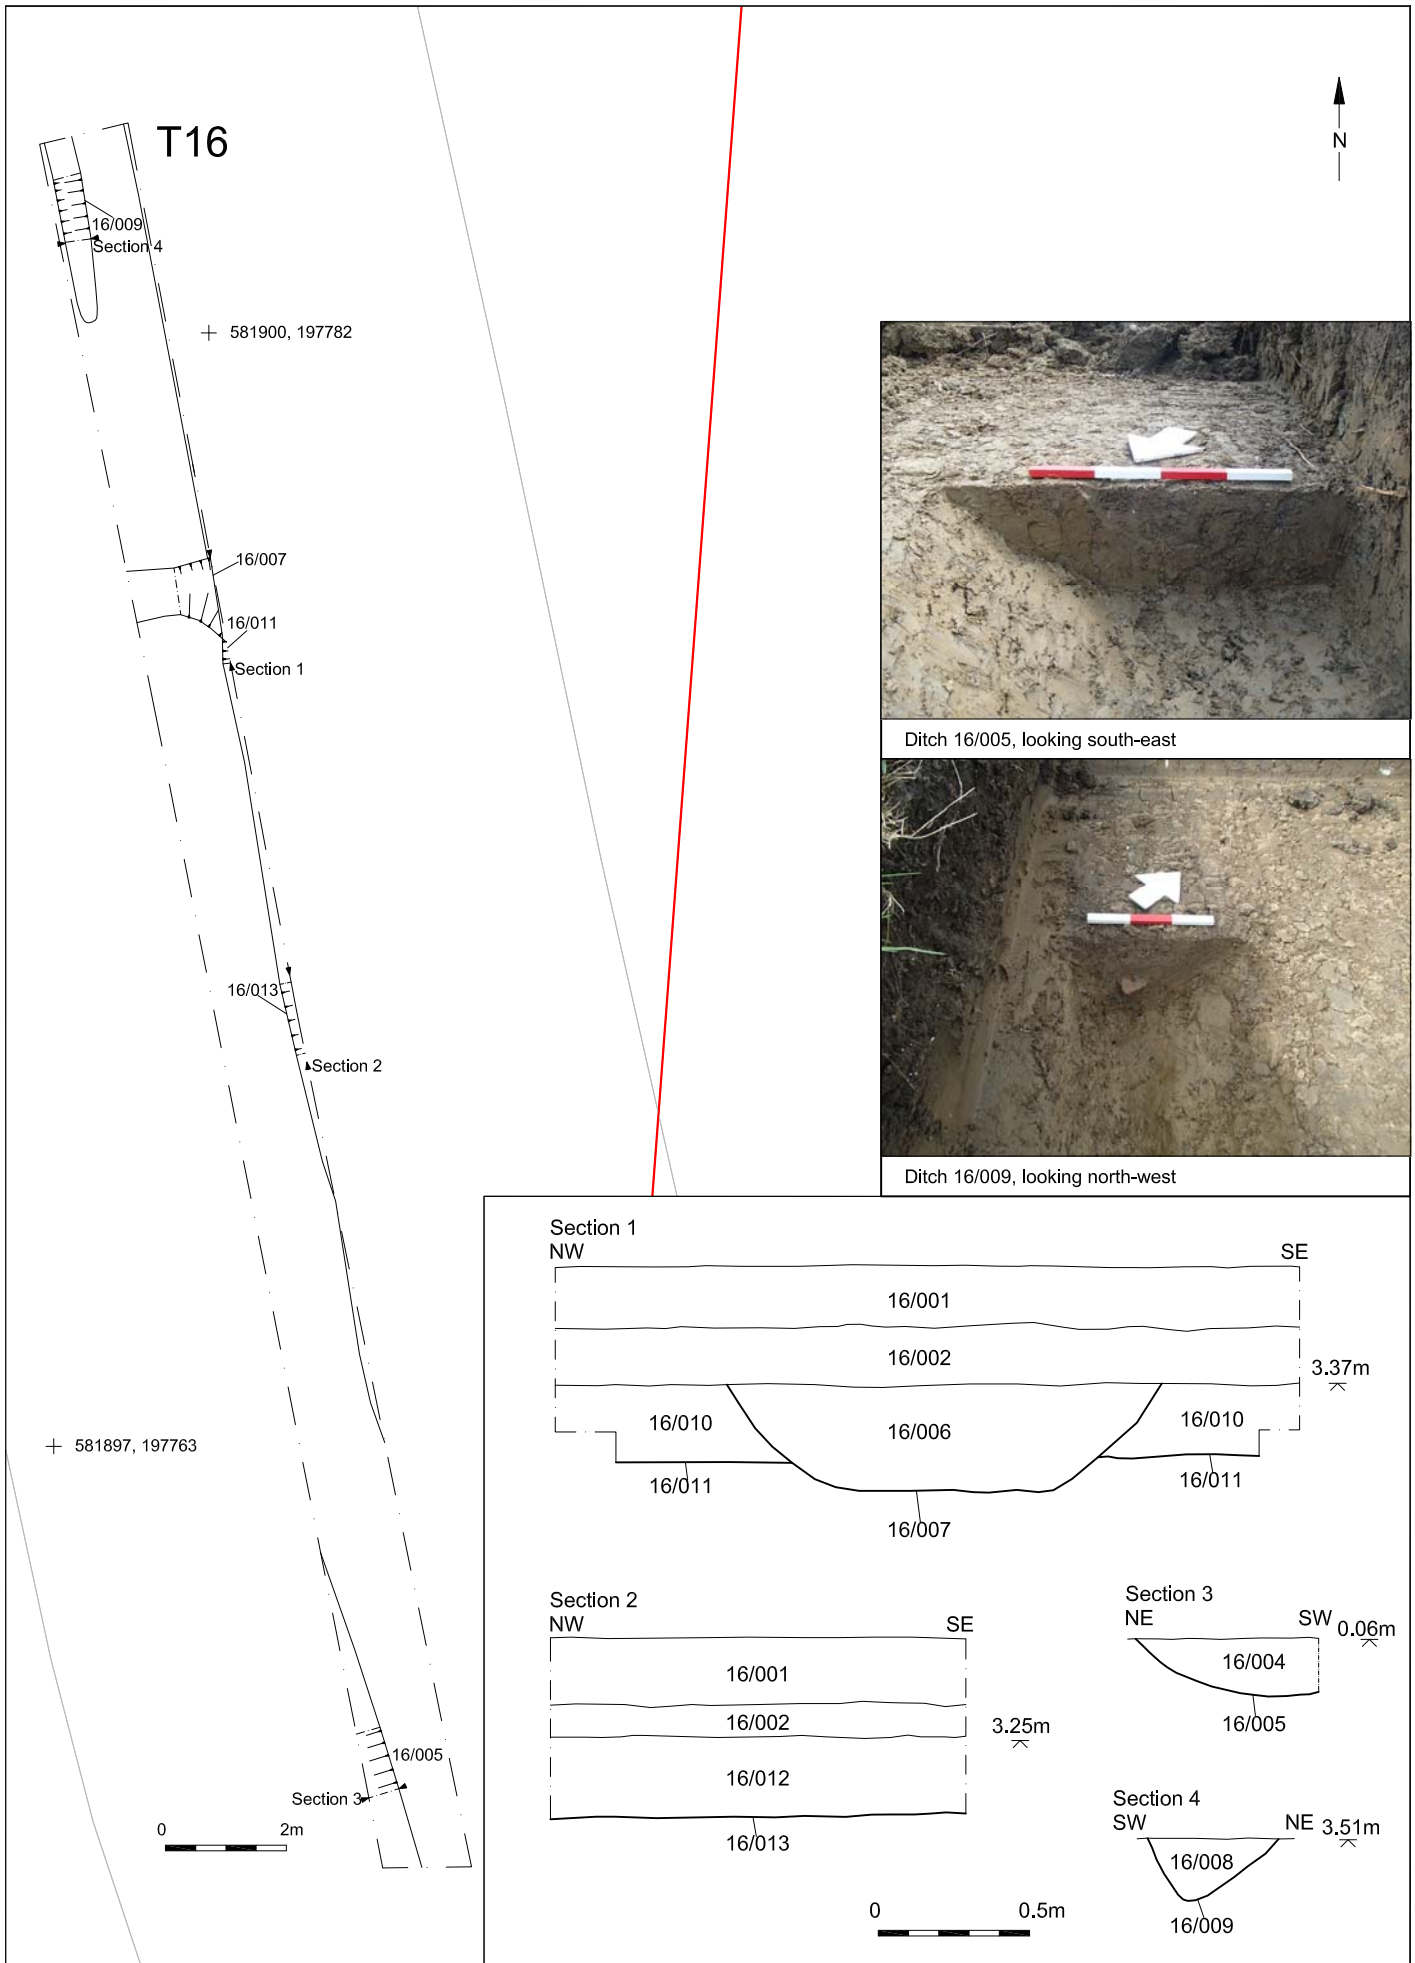 T16
N
16/009
Section 4
581900, 197782
16/007
16/011
Section 1
16/013
Section 2
581897, 197763
16/005
Section 3
0 2m
Ditch 16/005, looking south-east
Ditch 16/009, looking north-west
Section 1
NW SE
16/001
16/002
3.37m
16/010 16/006 16/010
16/011 16/011
16/007
Section 2
NW SE
16/001
16/002
3.25m
16/012
16/013
Section 3
NE SW 0.06m
16/004
16/005
Section 4
SW NE 3.51m
16/008
16/009
0 0.5m